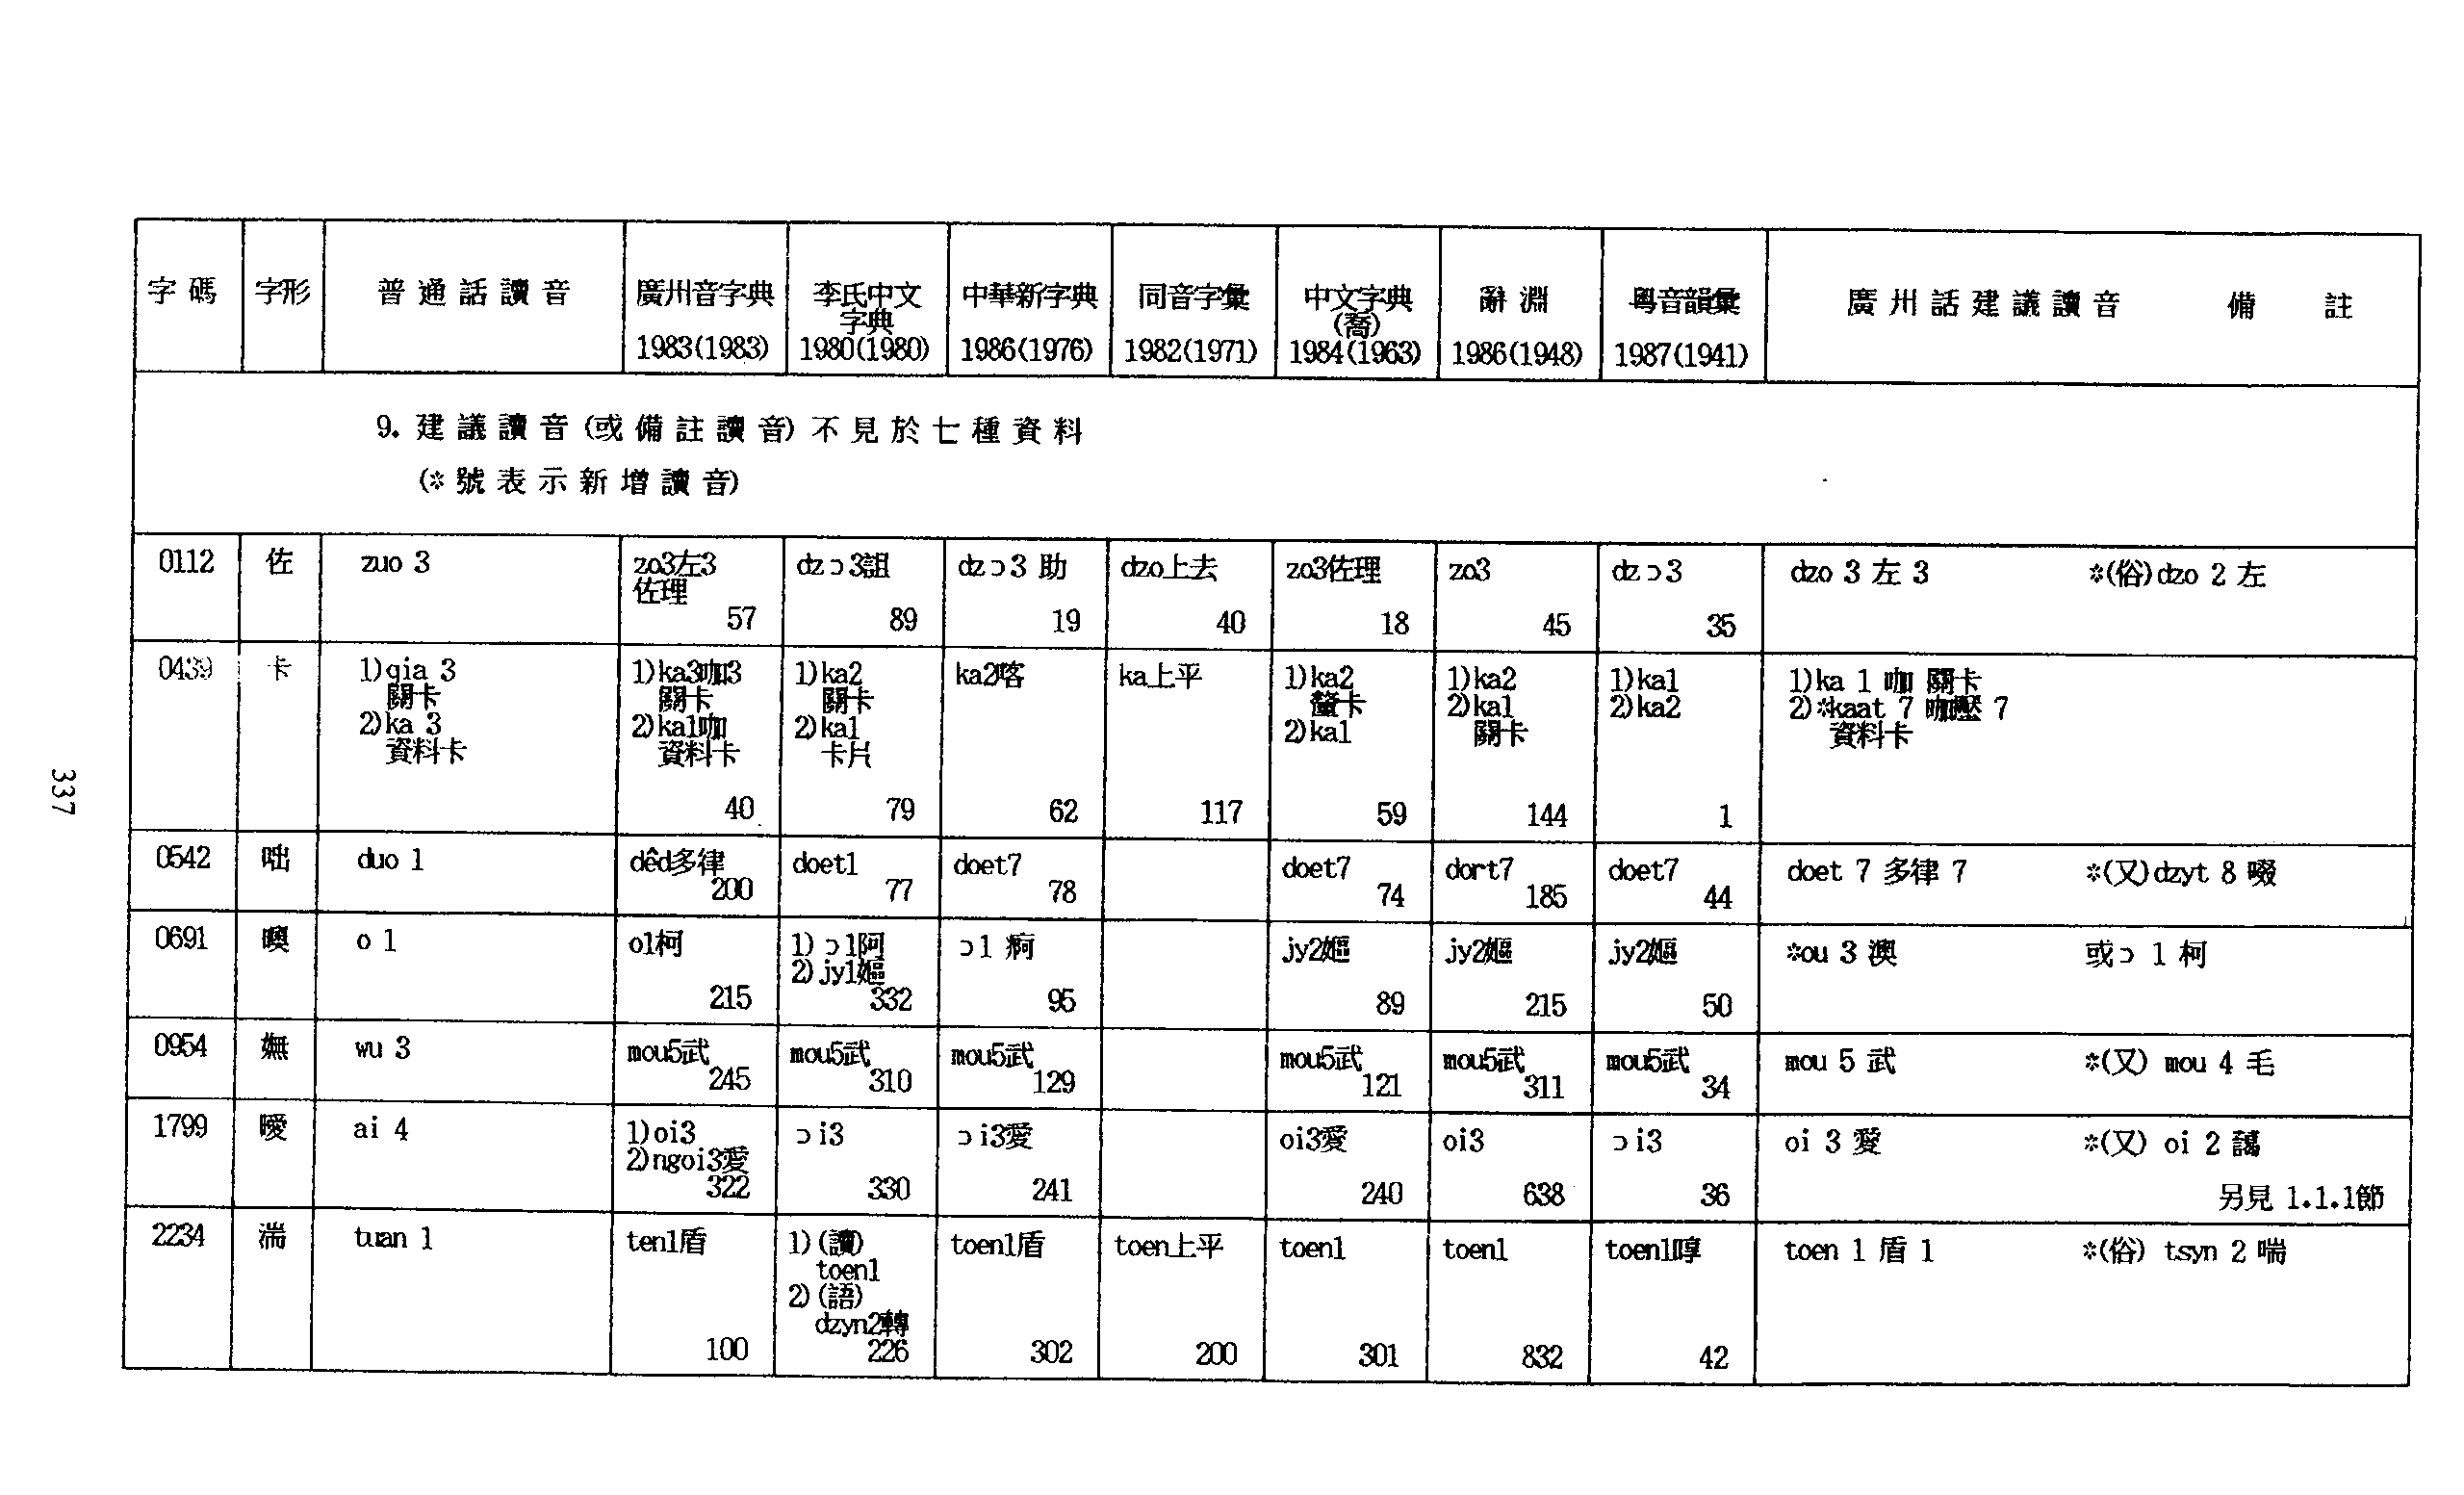 字碼 字形 普通話讀音 廣州音字典 1983(1983) 李氏中文字典 1980(1980) 中華新字典 1986(1976) 同音字彙 1982(1971) 中文字典(喬) 1984(1963) 辭淵 1986(1948) 粵音韻彙 1987(1941) 廣州話建議讀音 備註
9. 建議讀音(或備註讀音)不見於七種資料
(*號表示新增讀音)
0112 佐 zuo 3 zo3左3 佐理 57 dzɔ3詛 89 dzɔ3 助 19 dzo上去 40 zo3佐理 18 zo3 45 dzɔ3 35 dzo 3 左 3 *(俗)dzo 2 左
0439 卡 1)qia 3 關卡 2)ka 3 資料卡 1)ka3咖3 關卡 2)ka1咖 資料卡 40 1)ka2 關卡 2)ka1 卡片 79 ka2喀 62 ka上平 117 1)ka2 釐卡 2)ka1 59 1)ka2 2)ka1 關卡 144 1)ka1 2)ka2 1 1)ka 1 咖 關卡 2)*kaat 7 咖壓 7 資料卡
0542 咄 duo 1 dêd多律 200 doet1 77 doet7 78 doet7 74 dort7 185 doet7 44 doet 7 多律 7 *(又)dzyt 8 啜
0691 噢 o 1 o1柯 215 1)ɔ1阿 2)jy1嫗 332 ɔ1 痾 95 jy2嫗 89 jy2嫗 215 jy2嫗 50 *ou 3 澳 或ɔ 1 柯
0954 嫵 wu 3 mou5武 245 mou5武 310 mou5武 129 mou5武 121 mou5武 311 mou5武 34 mou 5 武 *(又) mou 4 毛
1799 曖 ai 4 1)oi3 2)ngoi3愛 322 ɔi3 330 ɔi3愛 241 oi3愛 240 oi3 638 ɔi3 36 oi 3 愛 *(又) oi 2 藹 另見 1.1.1節
2234 湍 tuan 1 ten1盾 100 1)(讀) toen1 2)(語) dzyn2轉 226 toen1盾 302 toen上平 200 toen1 301 toen1 832 toen1啍 42 toen 1 盾 1 *(俗) tsyn 2 喘
337